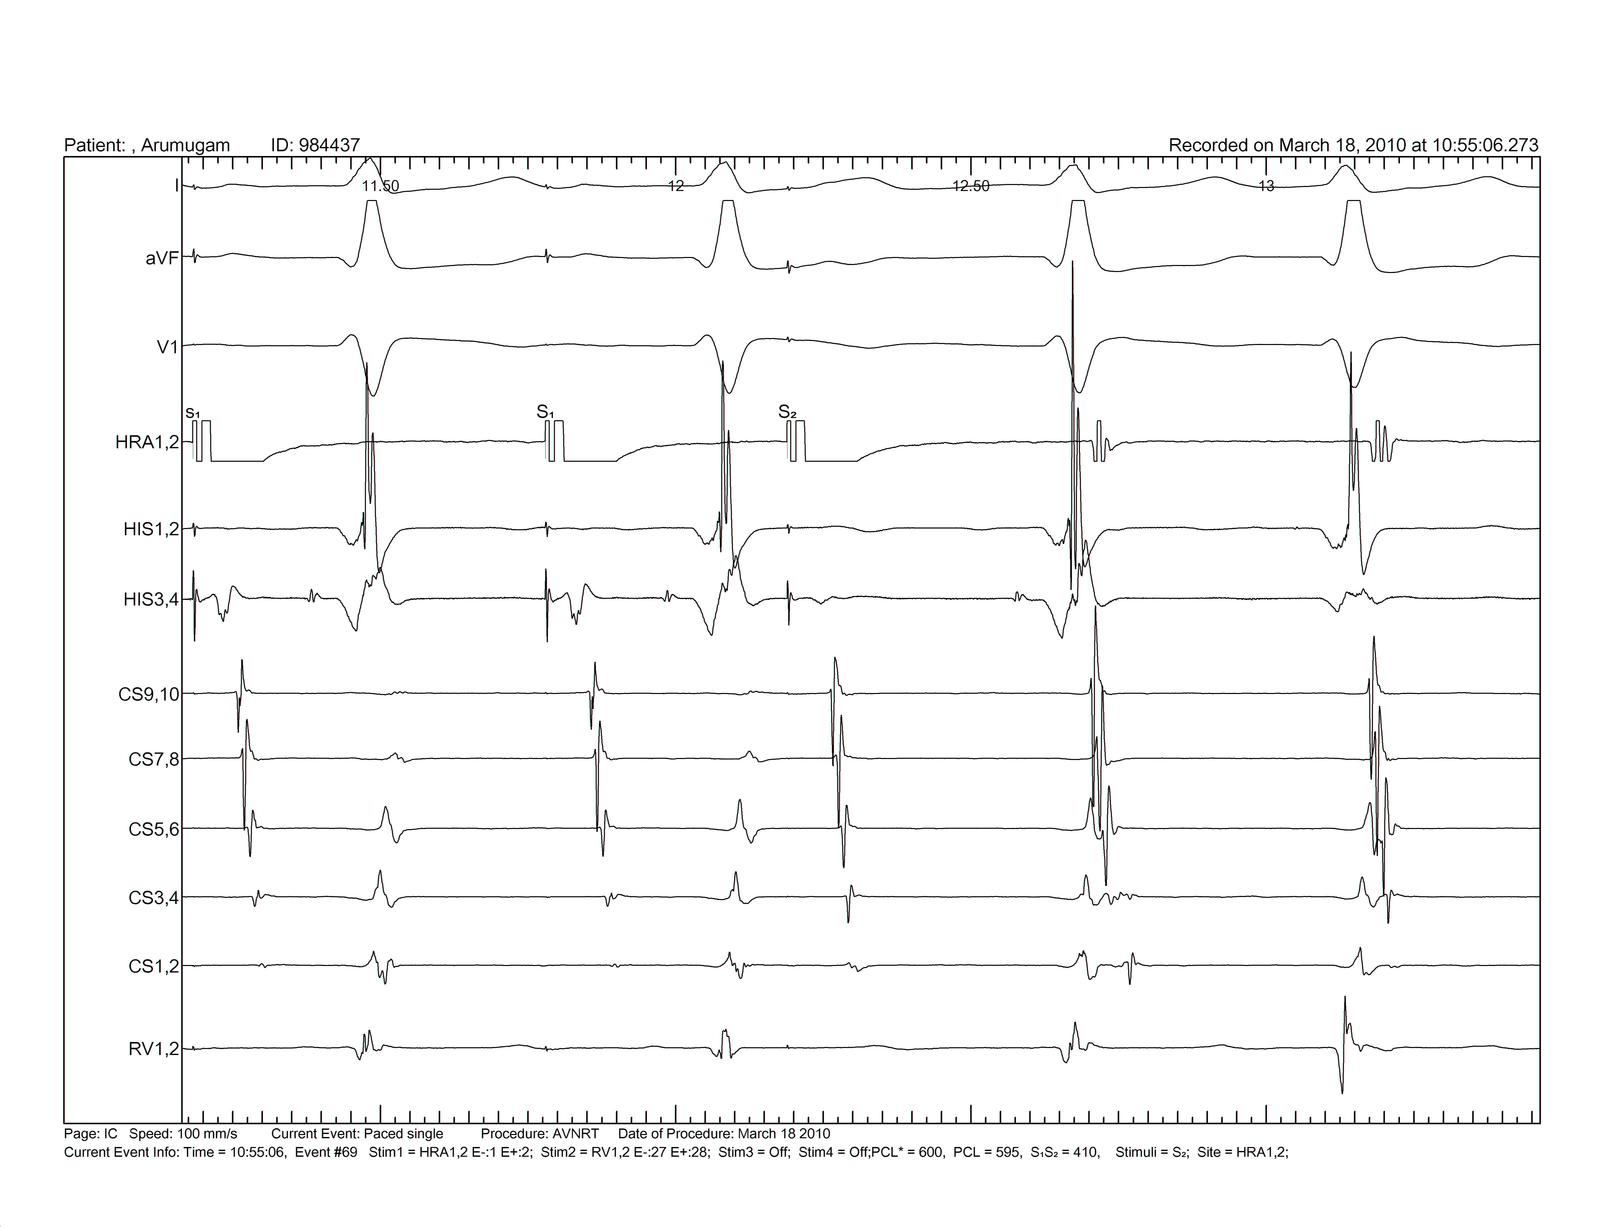 Patient: , Arumugam ID: 984437 Recorded on March 18, 2010 at 10:55:06.273
I 11.50 12 12.50 13
aVF
V1
S₁ S₁ S₂
HRA1,2
HIS1,2
HIS3,4
CS9,10
CS7,8
CS5,6
CS3,4
CS1,2
RV1,2
Page: IC Speed: 100 mm/s Current Event: Paced single Procedure: AVNRT Date of Procedure: March 18 2010
Current Event Info: Time = 10:55:06, Event #69 Stim1 = HRA1,2 E-:1 E+:2; Stim2 = RV1,2 E-:27 E+:28; Stim3 = Off; Stim4 = Off;PCL* = 600, PCL = 595, S₁S₂ = 410, Stimuli = S₂; Site = HRA1,2;